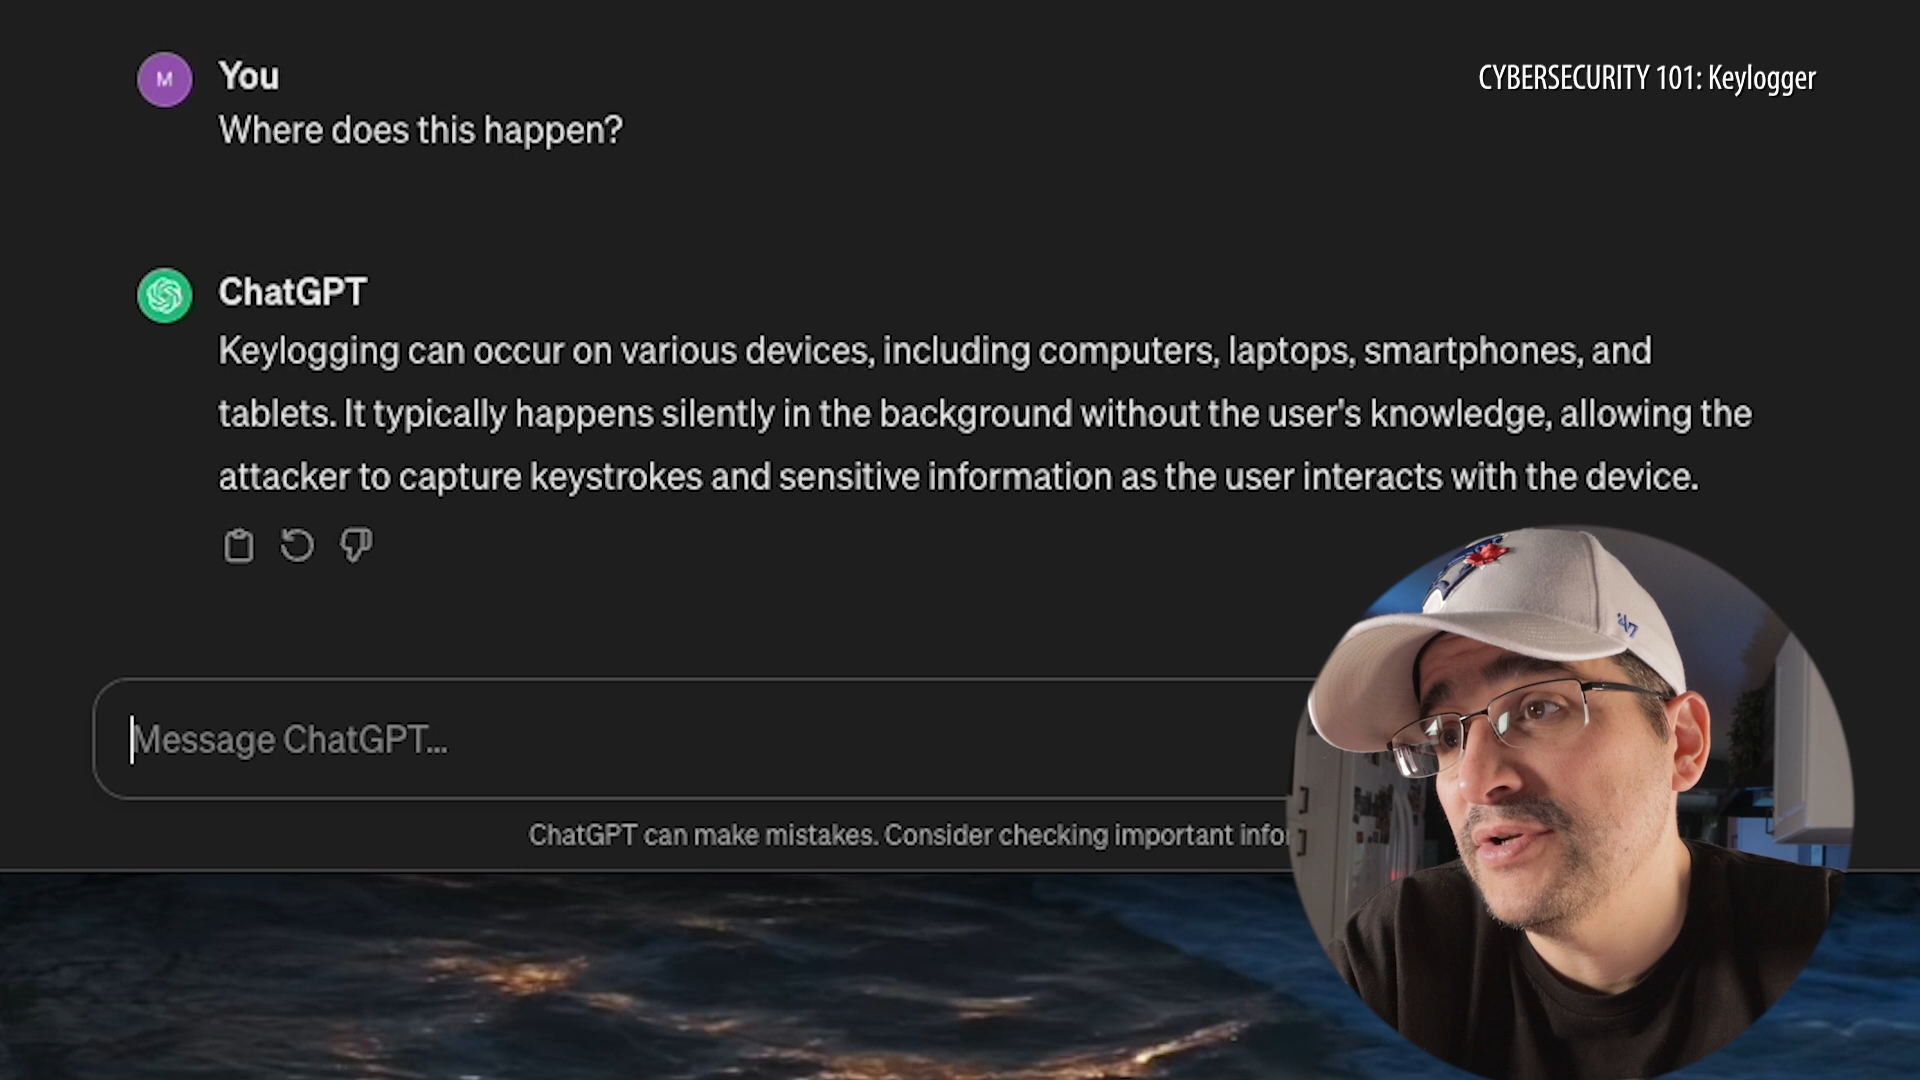 M
You
CYBERSECURITY 101: Keylogger
Where does this happen?
ChatGPT
Keylogging can occur on various devices, including computers, laptops, smartphones, and
tablets. It typically happens silently in the background without the user's knowledge, allowing the
attacker to capture keystrokes and sensitive information as the user interacts with the device.
'47
Message ChatGPT...
ChatGPT can make mistakes. Consider checking important